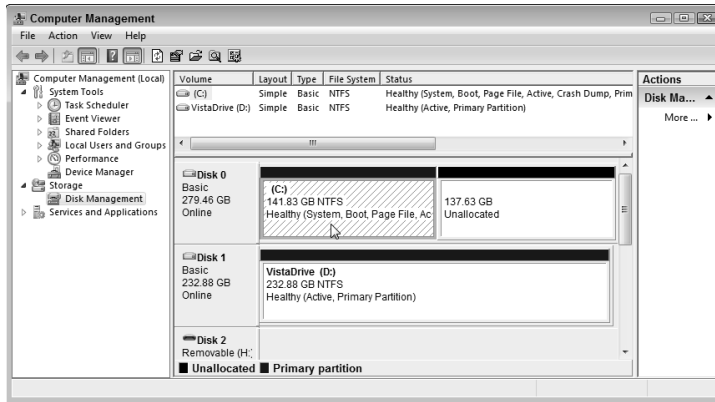 Computer Management
File Action View Help
Computer Management (Local)
System Tools
Task Scheduler
Event Viewer
Shared Folders
Local Users and Groups
Performance
Device Manager
Storage
Disk Management
Services and Applications
Volume Layout Type File System Status
(C:) Simple Basic NTFS Healthy (System, Boot, Page File, Active, Crash Dump, Prim
VistaDrive (D:) Simple Basic NTFS Healthy (Active, Primary Partition)
Disk 0
Basic
279.46 GB
Online
(C:)
141.83 GB NTFS
Healthy (System, Boot, Page File, Ac
137.63 GB
Unallocated
Disk 1
Basic
232.88 GB
Online
VistaDrive (D:)
232.88 GB NTFS
Healthy (Active, Primary Partition)
Disk 2
Removable (H:
Unallocated Primary partition
Actions
Disk Ma...
More ...